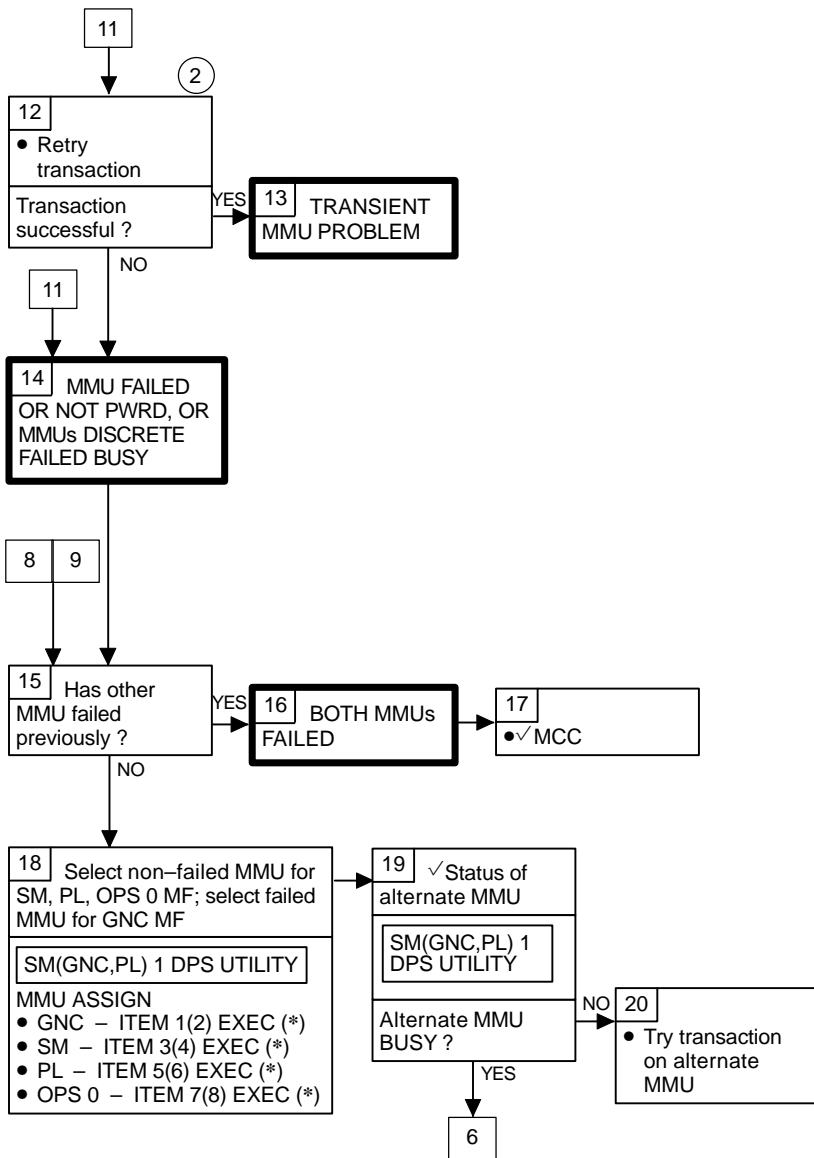 11
2
12
● Retry
transaction
Transaction
successful ?
YES
13 TRANSIENT
MMU PROBLEM
NO
11
14 MMU FAILED
OR NOT PWRD, OR
MMUs DISCRETE
FAILED BUSY
8 9
15 Has other
MMU failed
previously ?
YES
16 BOTH MMUs
FAILED
17
●√MCC
NO
18 Select non–failed MMU for
SM, PL, OPS 0 MF; select failed
MMU for GNC MF
SM(GNC,PL) 1 DPS UTILITY
MMU ASSIGN
● GNC – ITEM 1(2) EXEC (*)
● SM – ITEM 3(4) EXEC (*)
● PL – ITEM 5(6) EXEC (*)
● OPS 0 – ITEM 7(8) EXEC (*)
19 √Status of
alternate MMU
SM(GNC,PL) 1
DPS UTILITY
Alternate MMU
BUSY ?
NO
20
● Try transaction
on alternate
MMU
YES
6